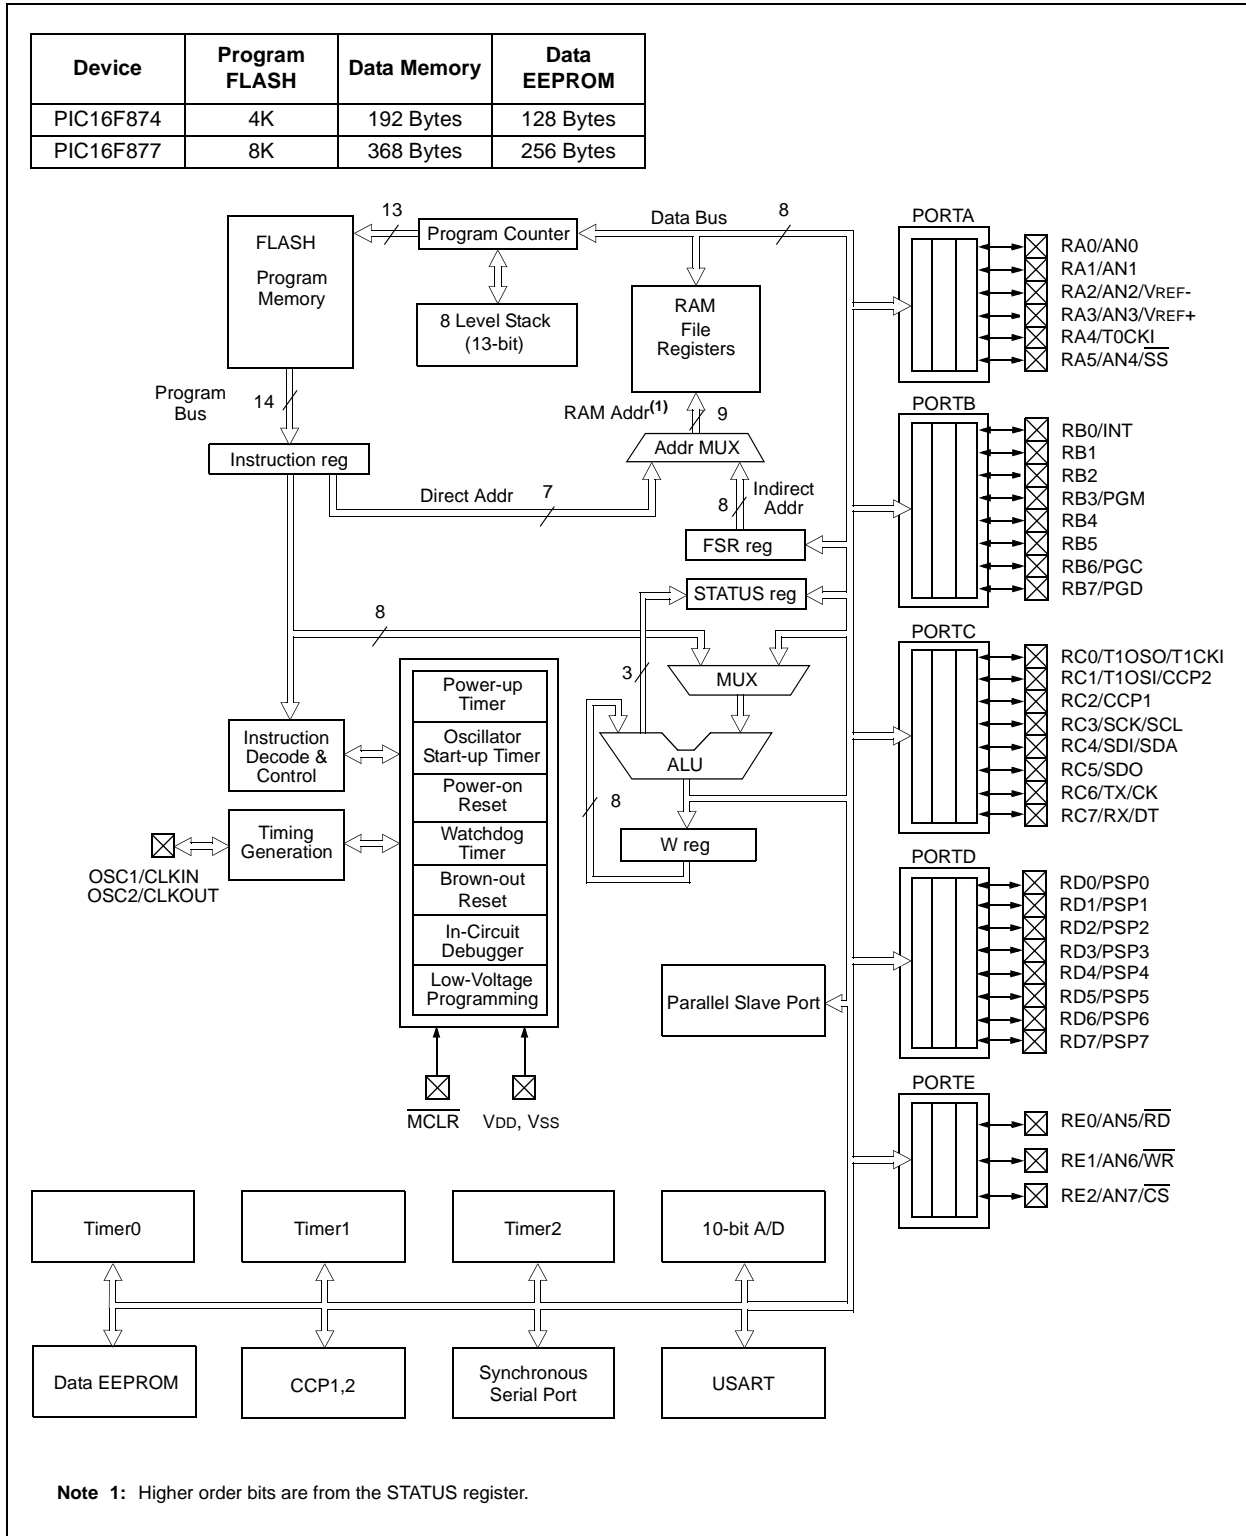 Device Program FLASH Data Memory Data EEPROM
PIC16F874 4K 192 Bytes 128 Bytes
PIC16F877 8K 368 Bytes 256 Bytes
FLASH
Program
Memory
13
Program Counter
Data Bus
8
8 Level Stack
(13-bit)
RAM
File
Registers
Program
Bus
14
RAM Addr(1)
9
Instruction reg
Addr MUX
Direct Addr
7
8
Indirect
Addr
FSR reg
STATUS reg
8
3
MUX
Power-up
Timer
Oscillator
Start-up Timer
Power-on
Reset
Watchdog
Timer
Brown-out
Reset
In-Circuit
Debugger
Low-Voltage
Programming
Instruction
Decode &
Control
Timing
Generation
OSC1/CLKIN
OSC2/CLKOUT
ALU
8
W reg
Parallel Slave Port
MCLR
VDD, VSS
PORTA
RA0/AN0
RA1/AN1
RA2/AN2/VREF-
RA3/AN3/VREF+
RA4/T0CKI
RA5/AN4/SS
PORTB
RB0/INT
RB1
RB2
RB3/PGM
RB4
RB5
RB6/PGC
RB7/PGD
PORTC
RC0/T1OSO/T1CKI
RC1/T1OSI/CCP2
RC2/CCP1
RC3/SCK/SCL
RC4/SDI/SDA
RC5/SDO
RC6/TX/CK
RC7/RX/DT
PORTD
RD0/PSP0
RD1/PSP1
RD2/PSP2
RD3/PSP3
RD4/PSP4
RD5/PSP5
RD6/PSP6
RD7/PSP7
PORTE
RE0/AN5/RD
RE1/AN6/WR
RE2/AN7/CS
Timer0
Timer1
Timer2
10-bit A/D
Data EEPROM
CCP1,2
Synchronous
Serial Port
USART
Note 1: Higher order bits are from the STATUS register.